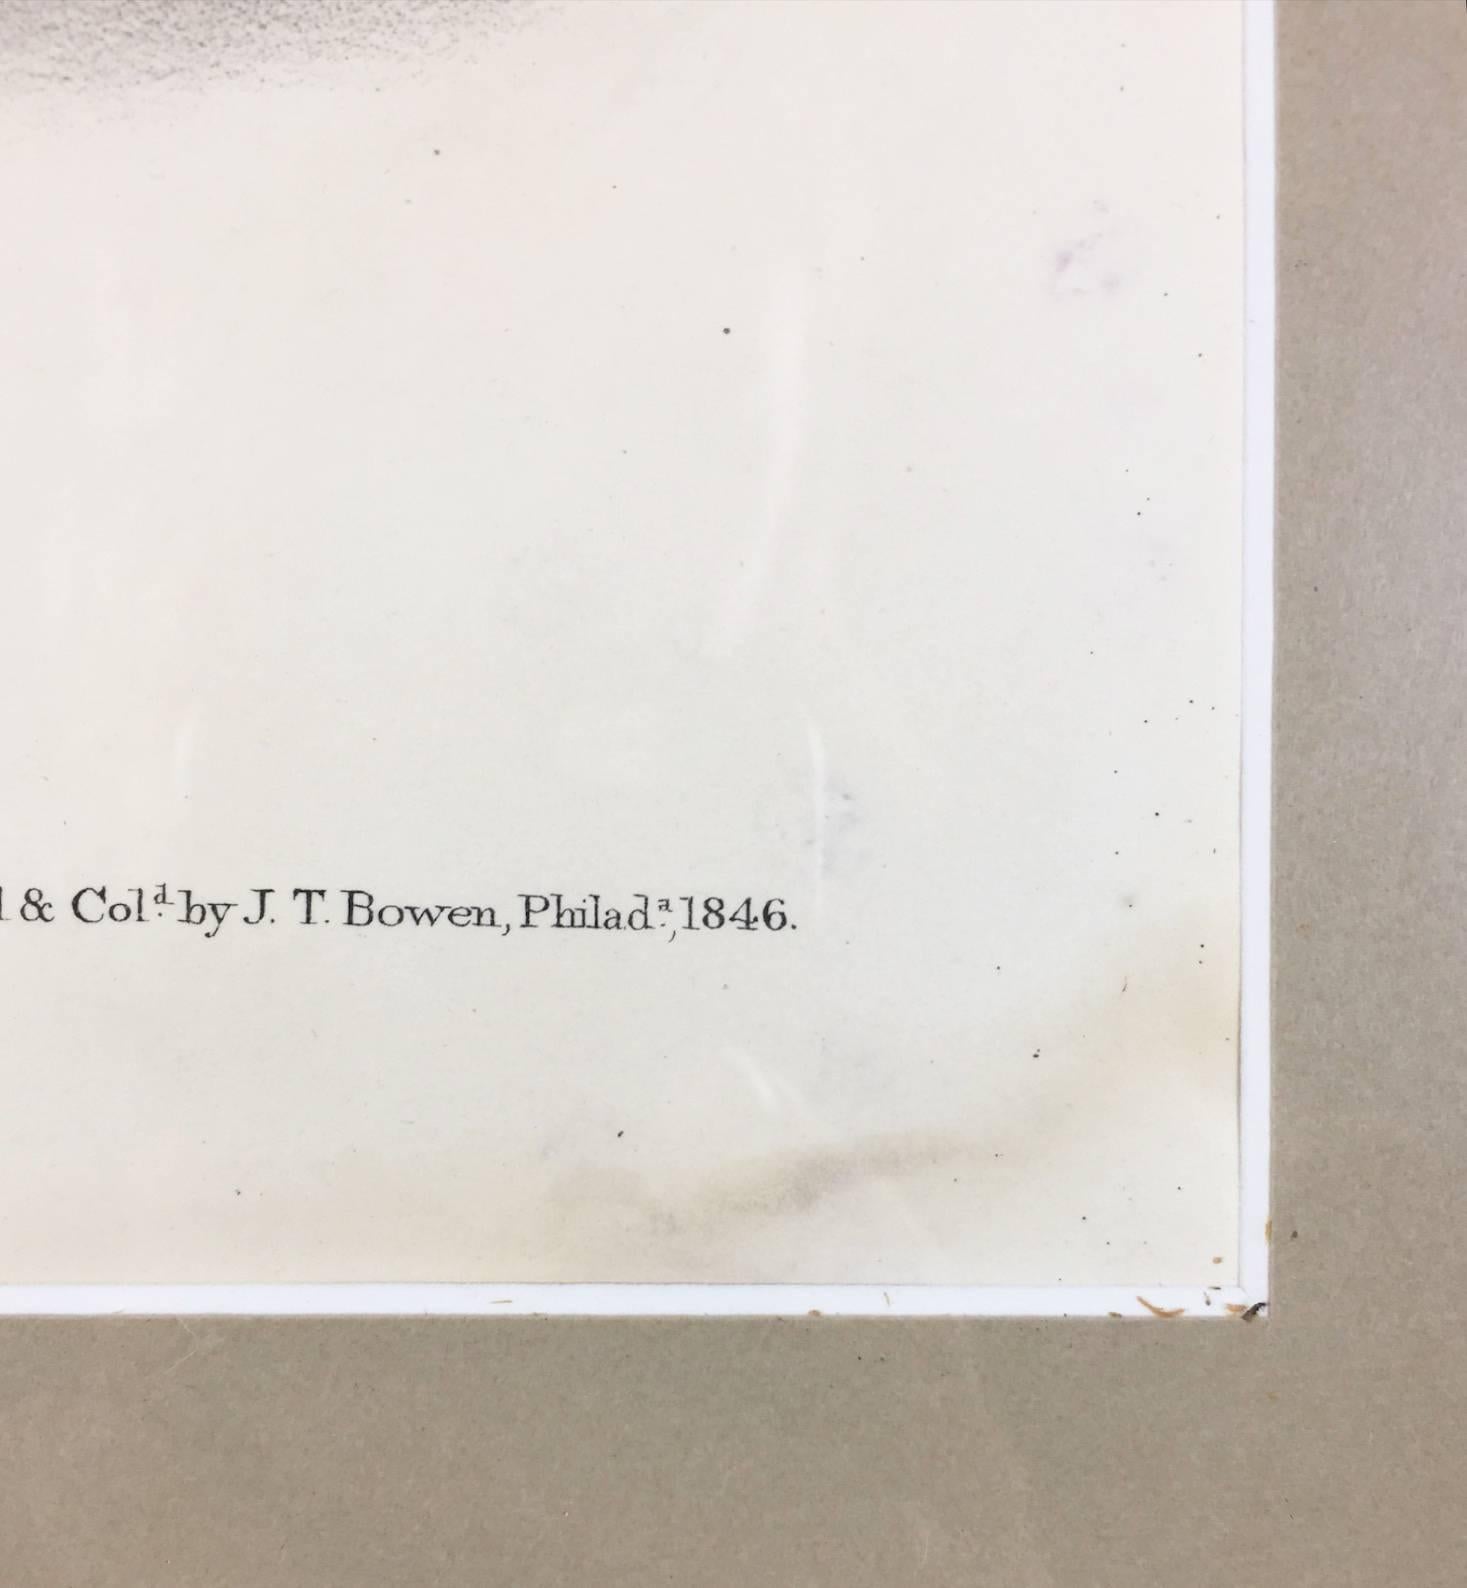 & Col.ᵈ by J. T. Bowen, Philad.ᵃ, 1846.